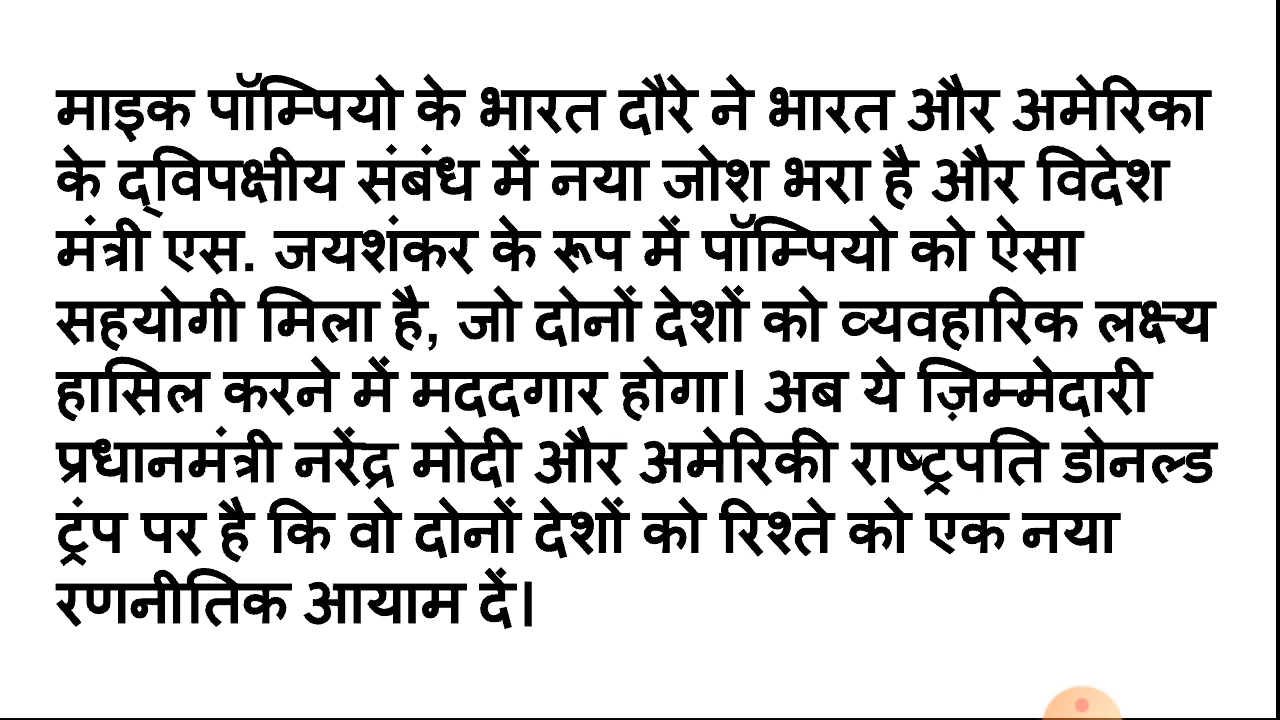 माइक पॉम्पियो के भारत दौरे ने भारत और अमेरिका
के द्विपक्षीय संबंध में नया जोश भरा है और विदेश
मंत्री एस. जयशंकर के रूप में पॉम्पियो को ऐसा
सहयोगी मिला है, जो दोनों देशों को व्यवहारिक लक्ष्य
हासिल करने में मददगार होगा। अब ये ज़िम्मेदारी
प्रधानमंत्री नरेंद्र मोदी और अमेरिकी राष्ट्रपति डोनल्ड
ट्रंप पर है कि वो दोनों देशों को रिश्ते को एक नया
रणनीतिक आयाम दें।